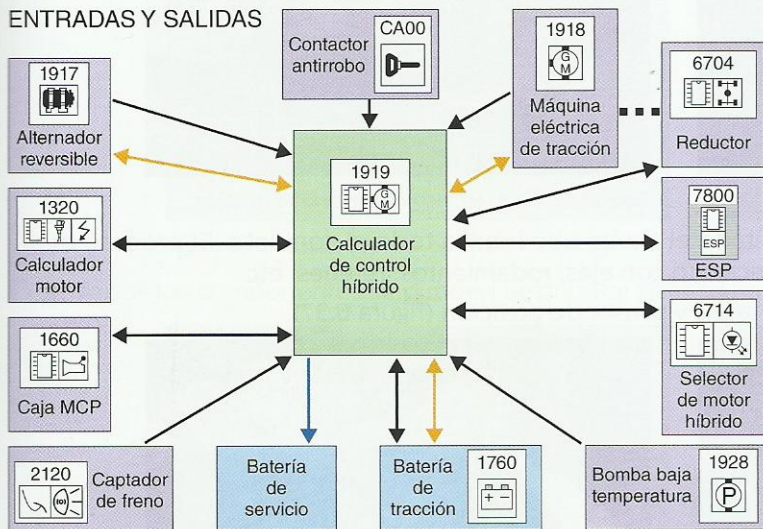 ENTRADAS Y SALIDAS
Contactor
antirrobo
CA00
1917
Alternador
reversible
1918
G
M
Máquina
eléctrica
de tracción
6704
Reductor
1320
Calculador
motor
1919
G
M
Calculador
de control
híbrido
7800
ESP
ESP
1660
Caja MCP
6714
Selector
de motor
híbrido
2120
Captador
de freno
Batería
de
servicio
Batería
de
tracción
1760
+ -
Bomba baja
temperatura
1928
P